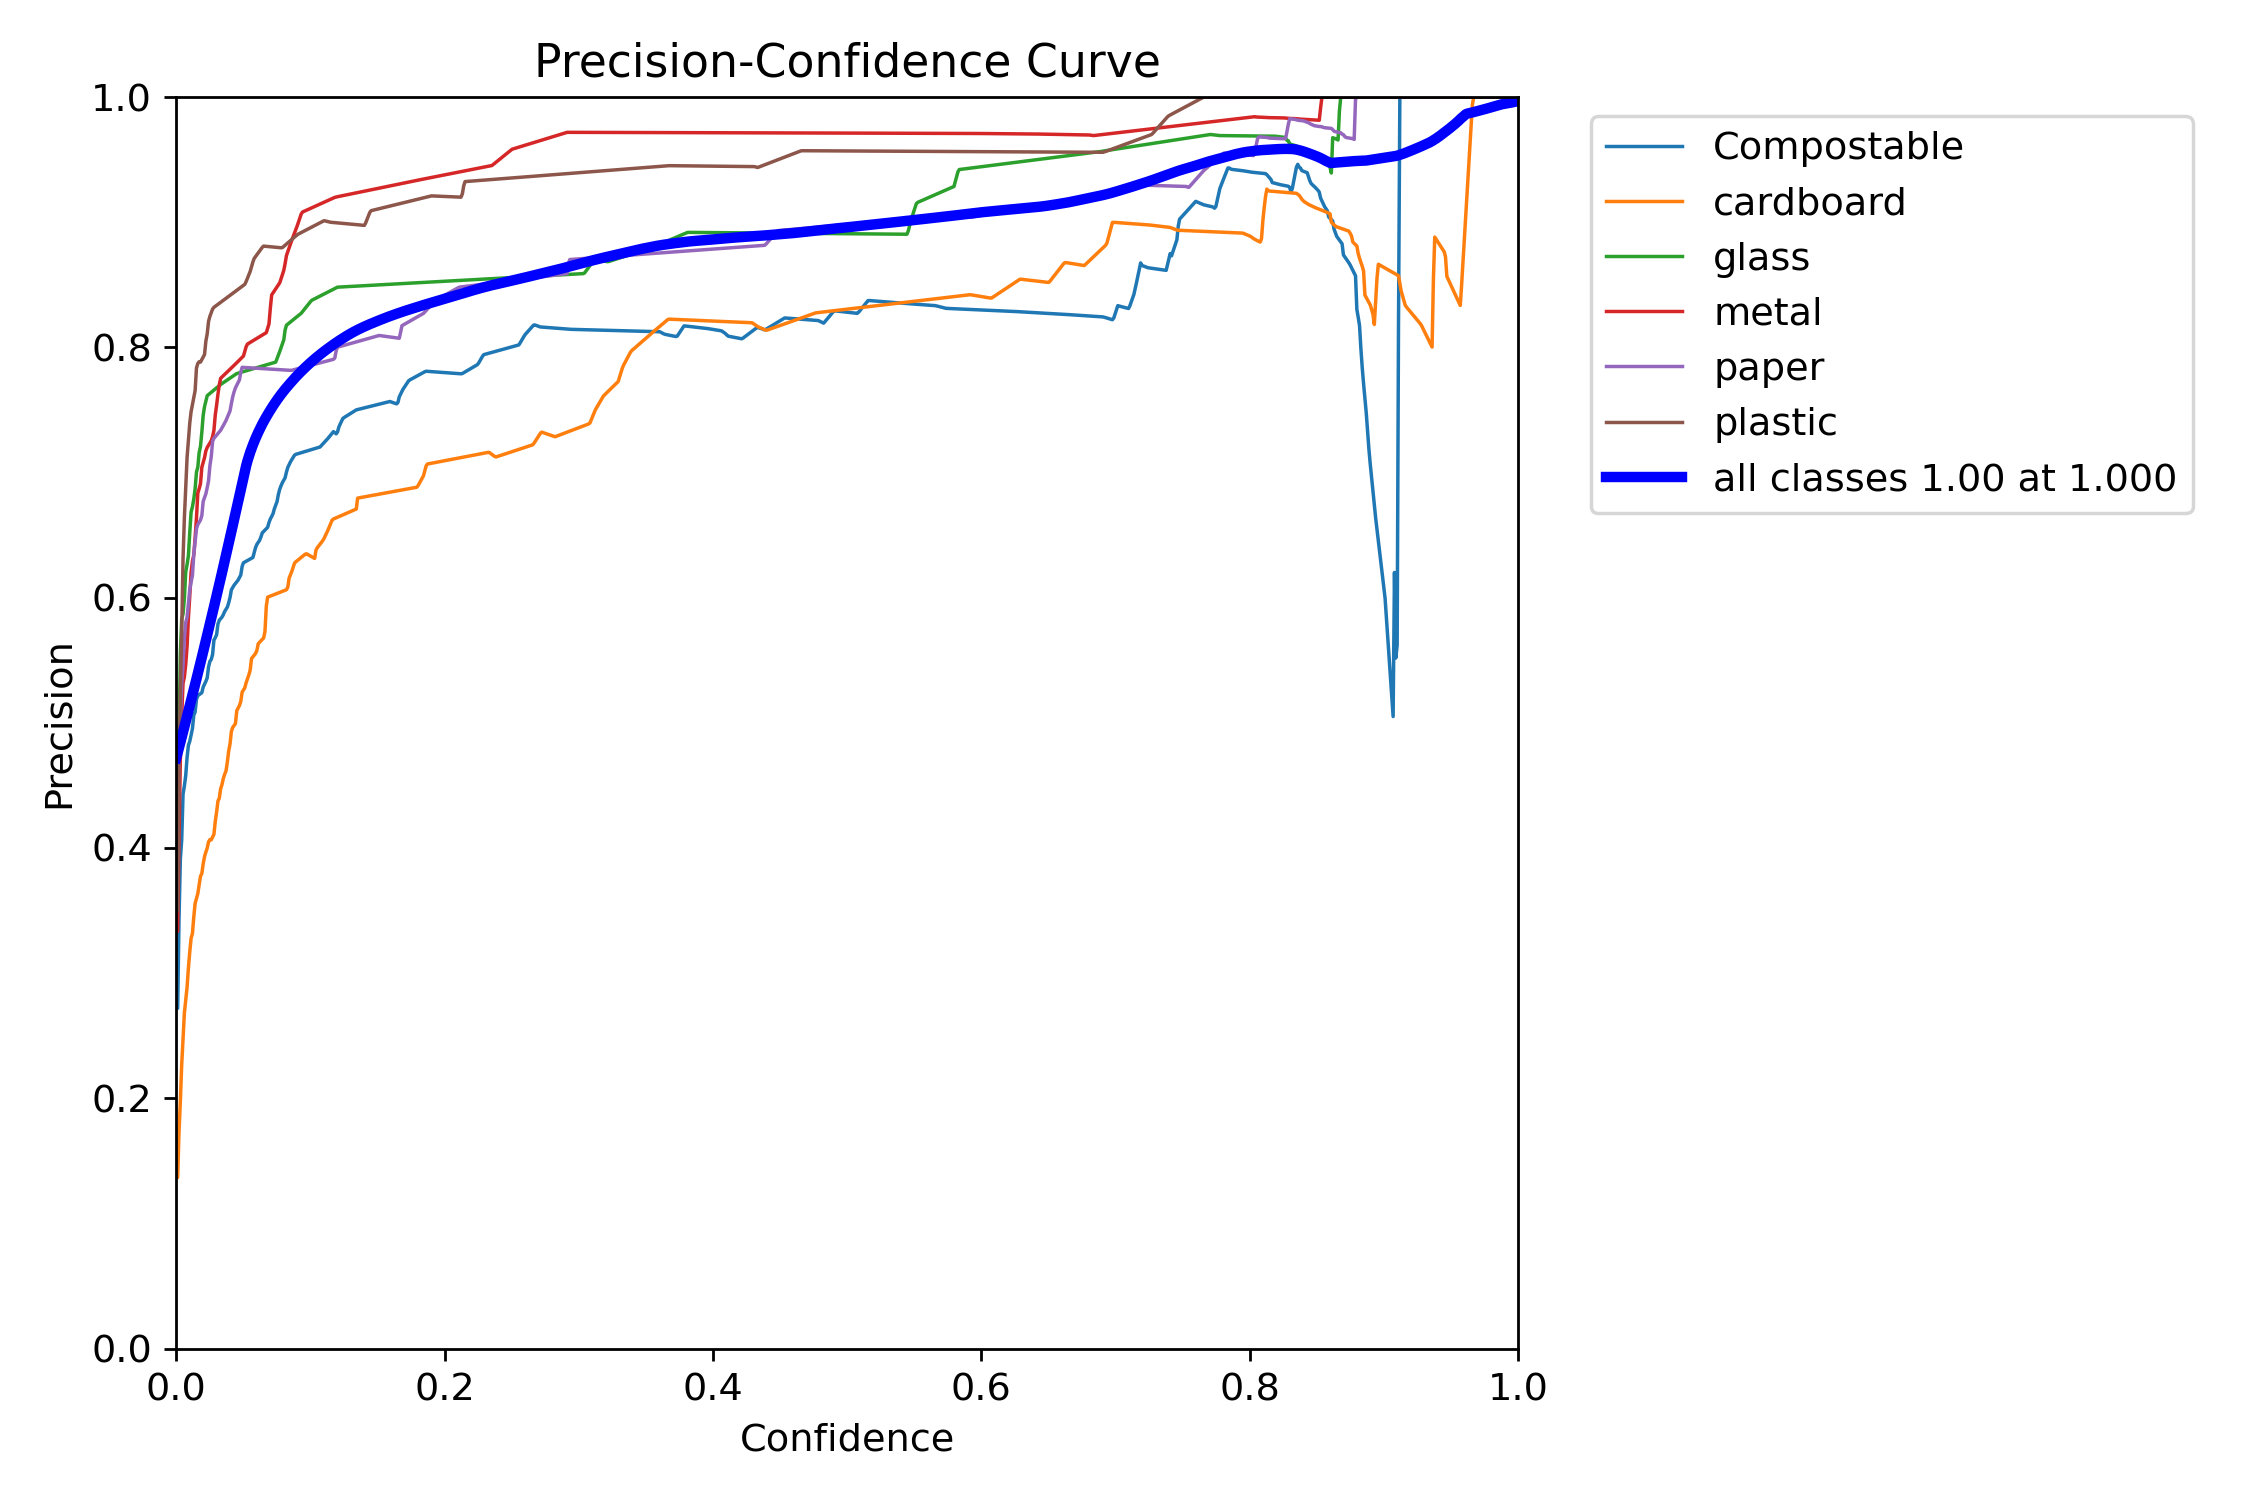 Precision-Confidence Curve
1.0
0.8
0.6
0.4
0.2
0.0
Precision
0.0 0.2 0.4 0.6 0.8 1.0
Confidence
Compostable
cardboard
glass
metal
paper
plastic
all classes 1.00 at 1.000